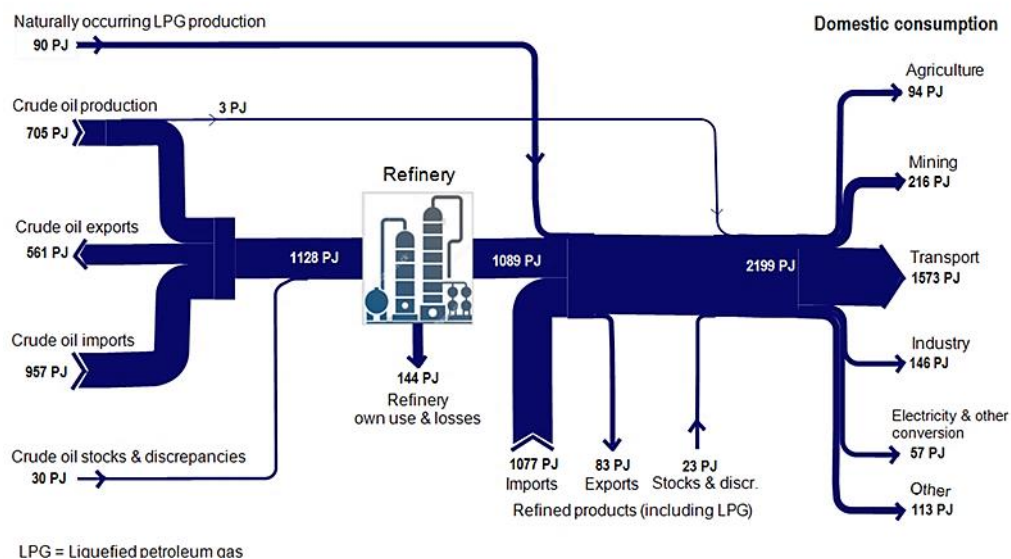 Naturally occurring LPG production
90 PJ
Domestic consumption
Agriculture
94 PJ
Crude oil production
705 PJ
3 PJ
Mining
216 PJ
Refinery
Crude oil exports
561 PJ
1128 PJ
1089 PJ
2199 PJ
Transport
1573 PJ
Crude oil imports
957 PJ
Industry
146 PJ
144 PJ
Refinery
own use & losses
Electricity & other
conversion
57 PJ
Crude oil stocks & discrepancies
30 PJ
1077 PJ
Imports
83 PJ
Exports
23 PJ
Stocks & discr.
Refined products (including LPG)
Other
113 PJ
LPG = Liquefied petroleum gas